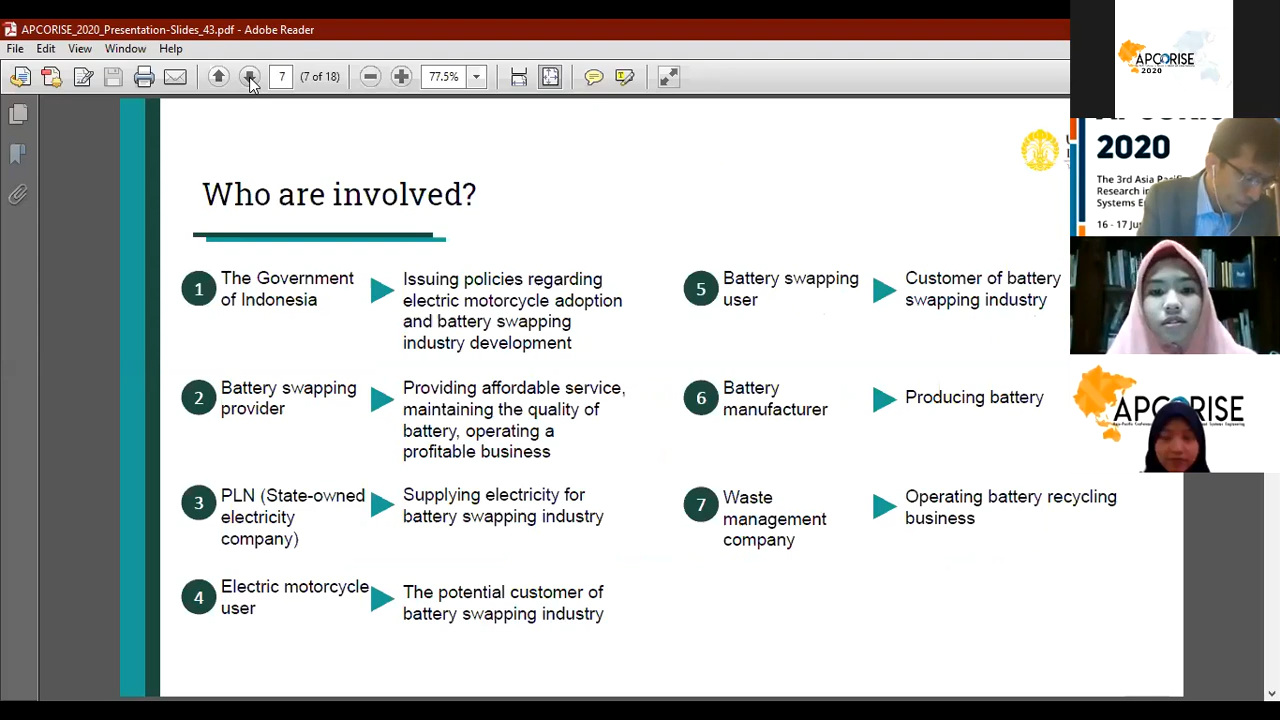 APCORISE_2020_Presentation-Slides_43.pdf - Adobe Reader
File Edit View Window Help
7 (7 of 18) 77.5%
Who are involved?
1 The Government
of Indonesia
Issuing policies regarding
electric motorcycle adoption
and battery swapping
industry development
2 Battery swapping
provider
Providing affordable service,
maintaining the quality of
battery, operating a
profitable business
3 PLN (State-owned
electricity
company)
Supplying electricity for
battery swapping industry
4 Electric motorcycle
user
The potential customer of
battery swapping industry
5 Battery swapping
user
Customer of battery
swapping industry
6 Battery
manufacturer
Producing battery
7 Waste
management
company
Operating battery recycling
business
APCORISE
2020
2020
The 3rd Asia
Research in
Systems
16 - 17
APCORISE